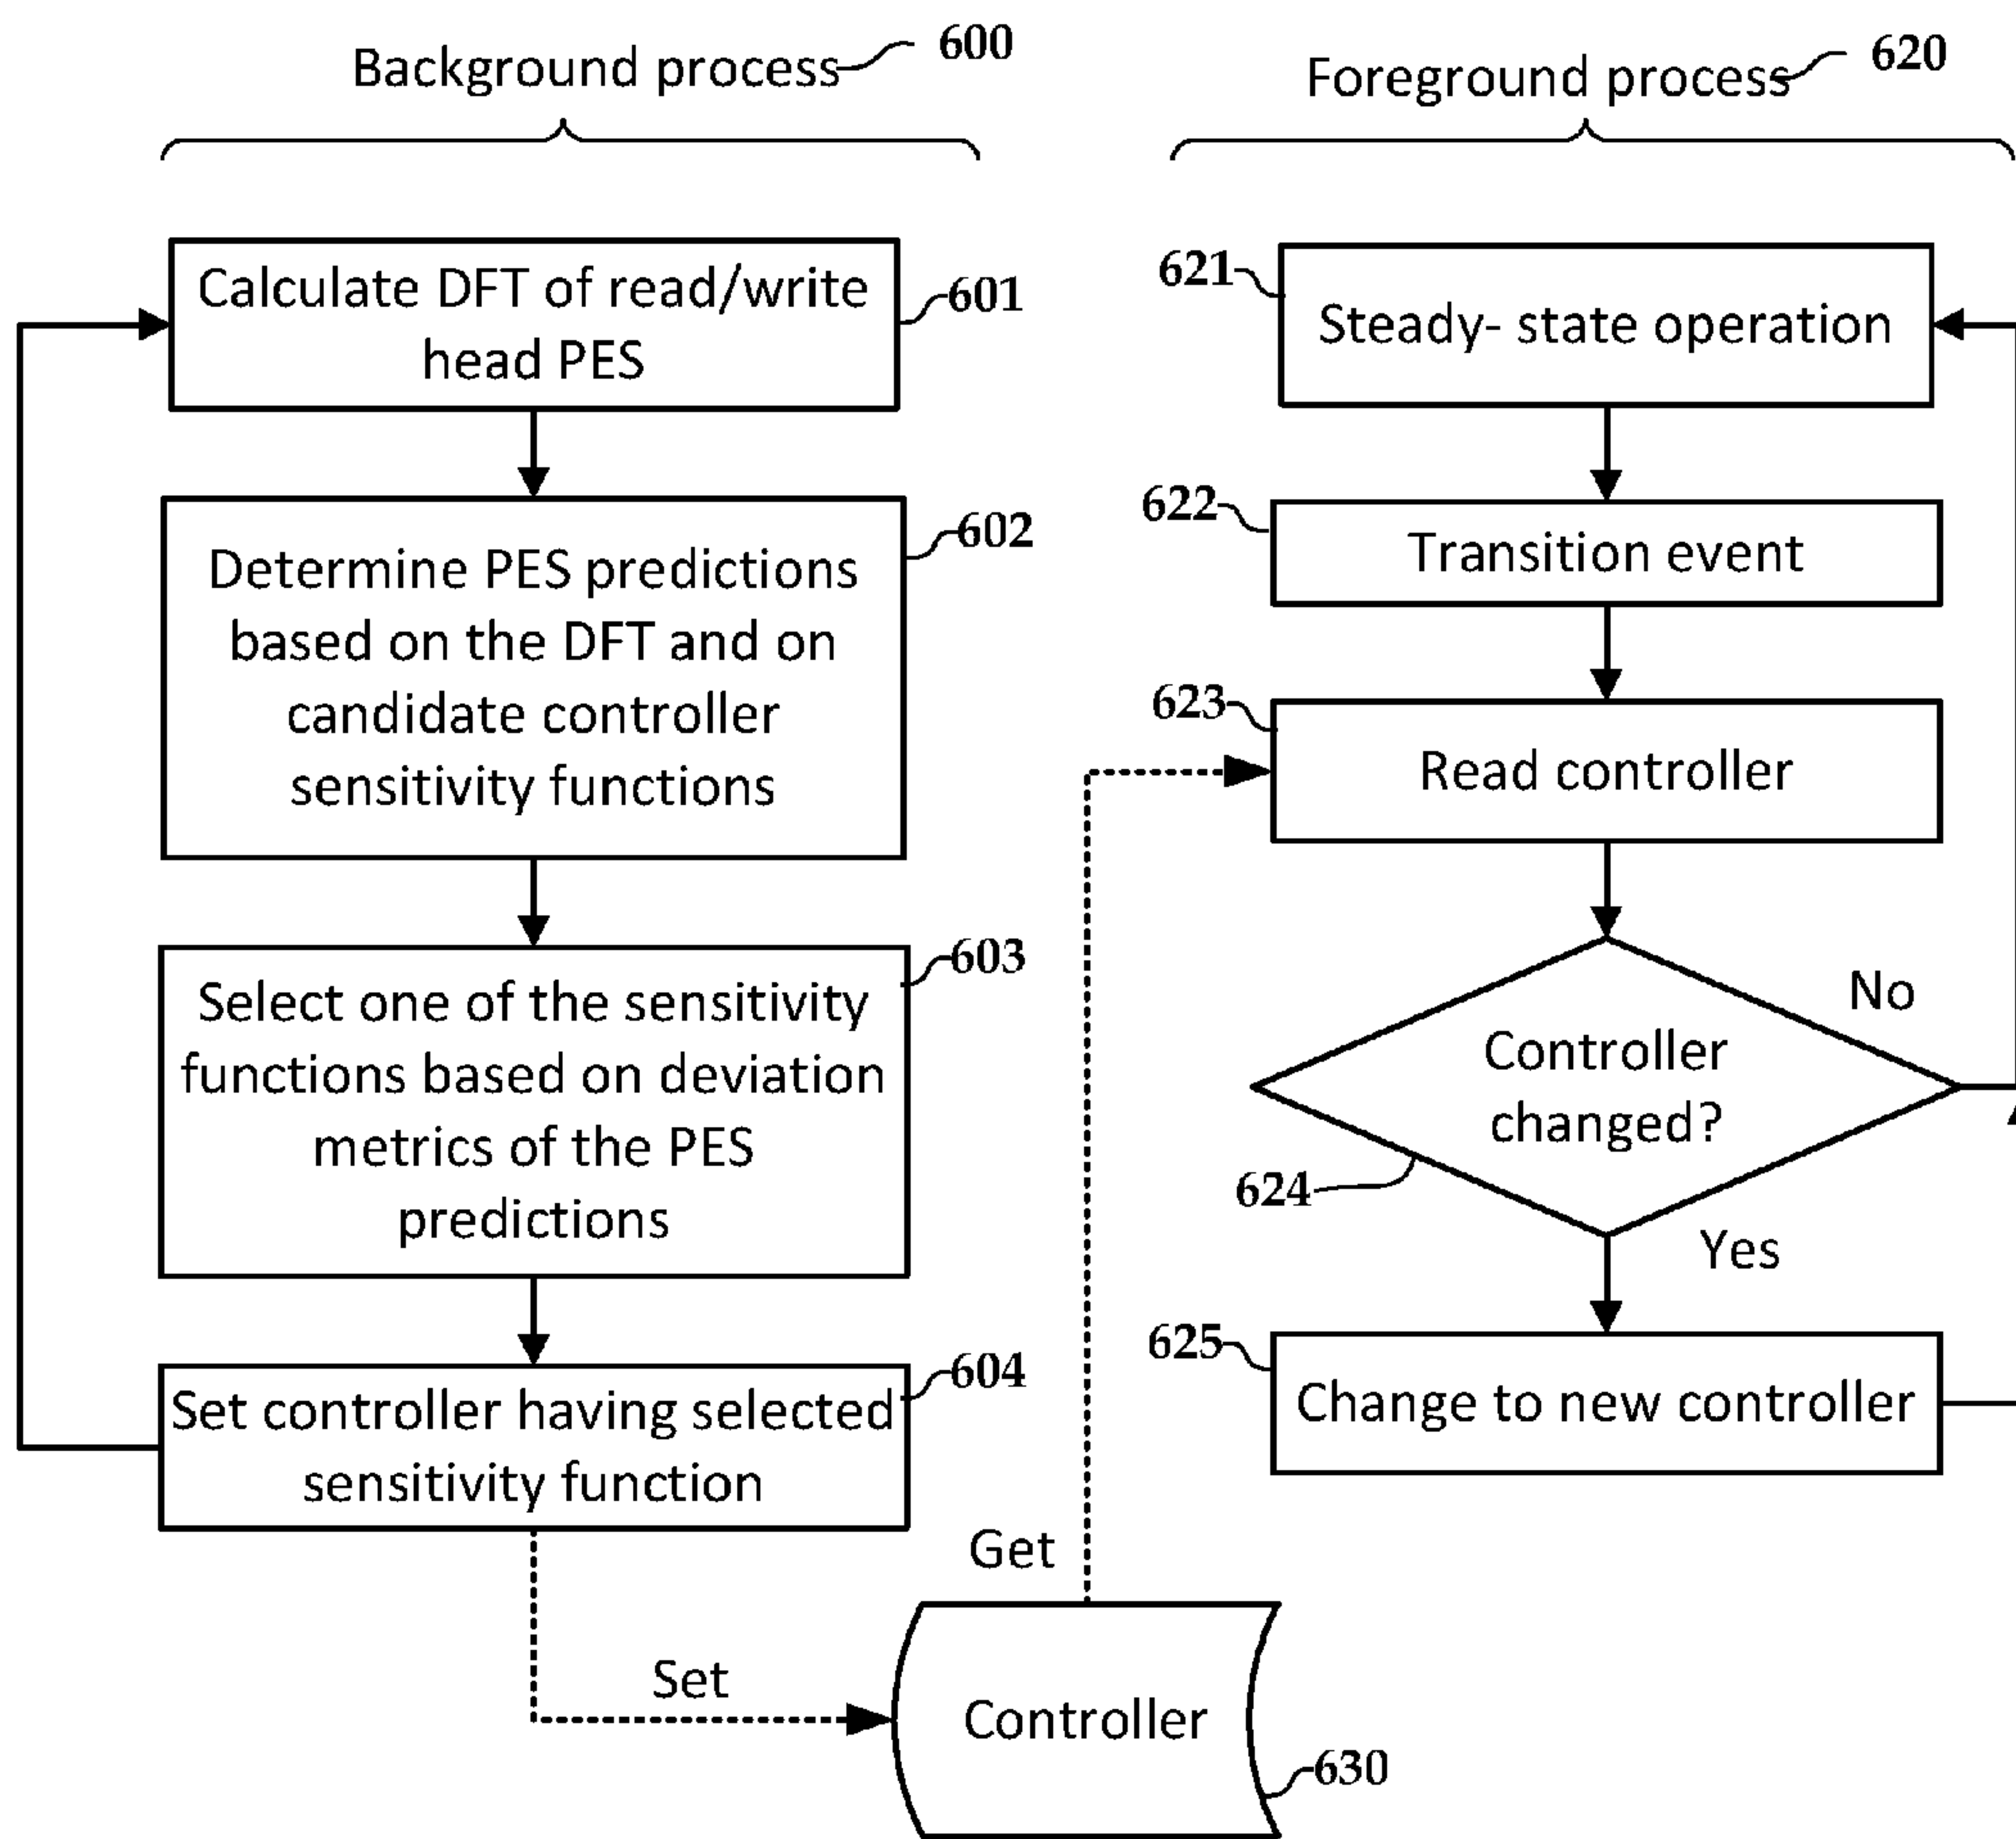 Background process
600
Calculate DFT of read/write
head PES
601
Determine PES predictions
based on the DFT and on
candidate controller
sensitivity functions
602
Select one of the sensitivity
functions based on deviation
metrics of the PES
predictions
603
Set controller having selected
sensitivity function
604
Set
Get
Controller
630
Foreground process
620
621
Steady- state operation
622
Transition event
623
Read controller
Controller
changed?
624
No
Yes
625
Change to new controller